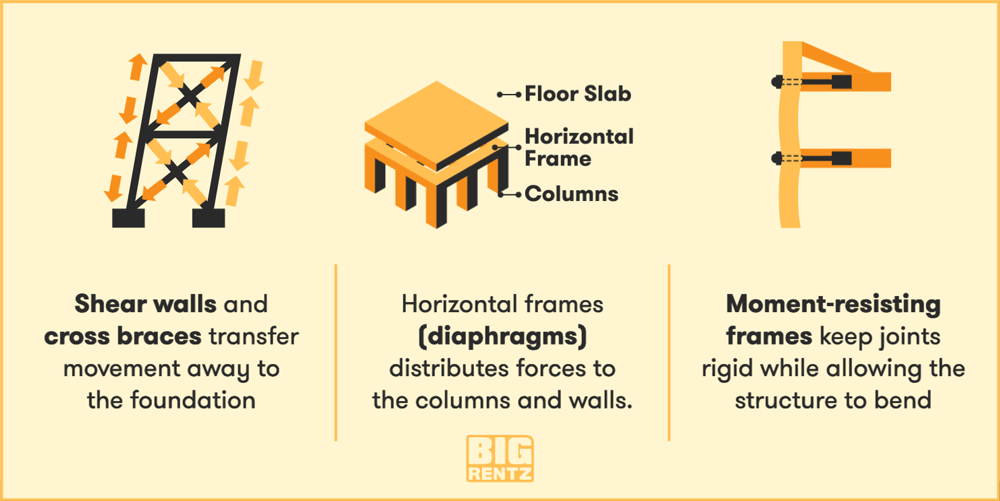 Floor Slab
Horizontal
Frame
Columns
Shear walls and
cross braces transfer
movement away to
the foundation
Horizontal frames
(diaphragms)
distributes forces to
the columns and walls.
Moment-resisting
frames keep joints
rigid while allowing the
structure to bend
BIG
RENTZ